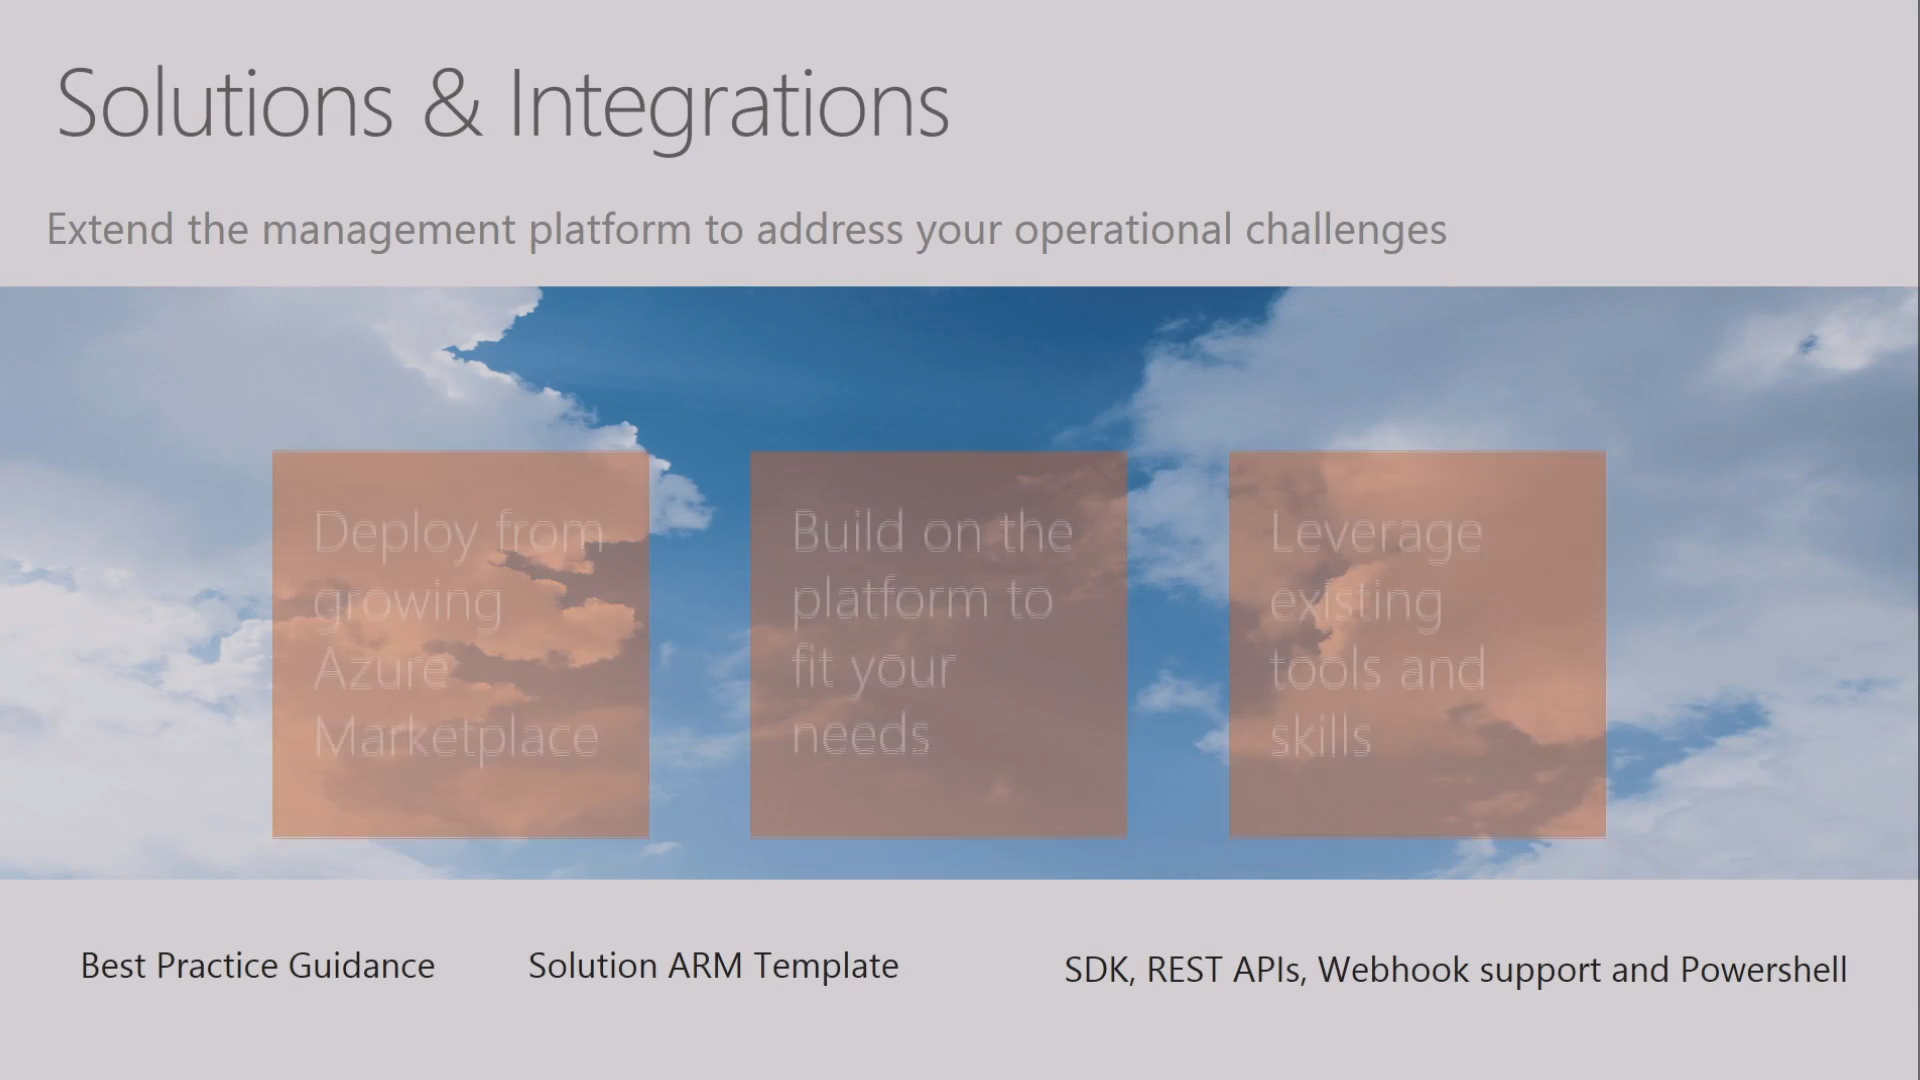 Solutions & Integrations
Extend the management platform to address your operational challenges
Deploy from
growing
Azure
Marketplace
Build on the
platform to
fit your
needs
Leverage
existing
tools and
skills
Best Practice Guidance
Solution ARM Template
SDK, REST APIs, Webhook support and Powershell